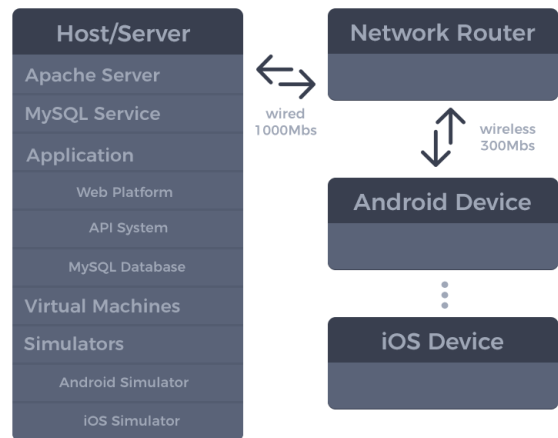 Host/Server
Apache Server
MySQL Service
Application
Web Platform
API System
MySQL Database
Virtual Machines
Simulators
Android Simulator
iOS Simulator
wired
1000Mbs
Network Router
wireless
300Mbs
Android Device
iOS Device